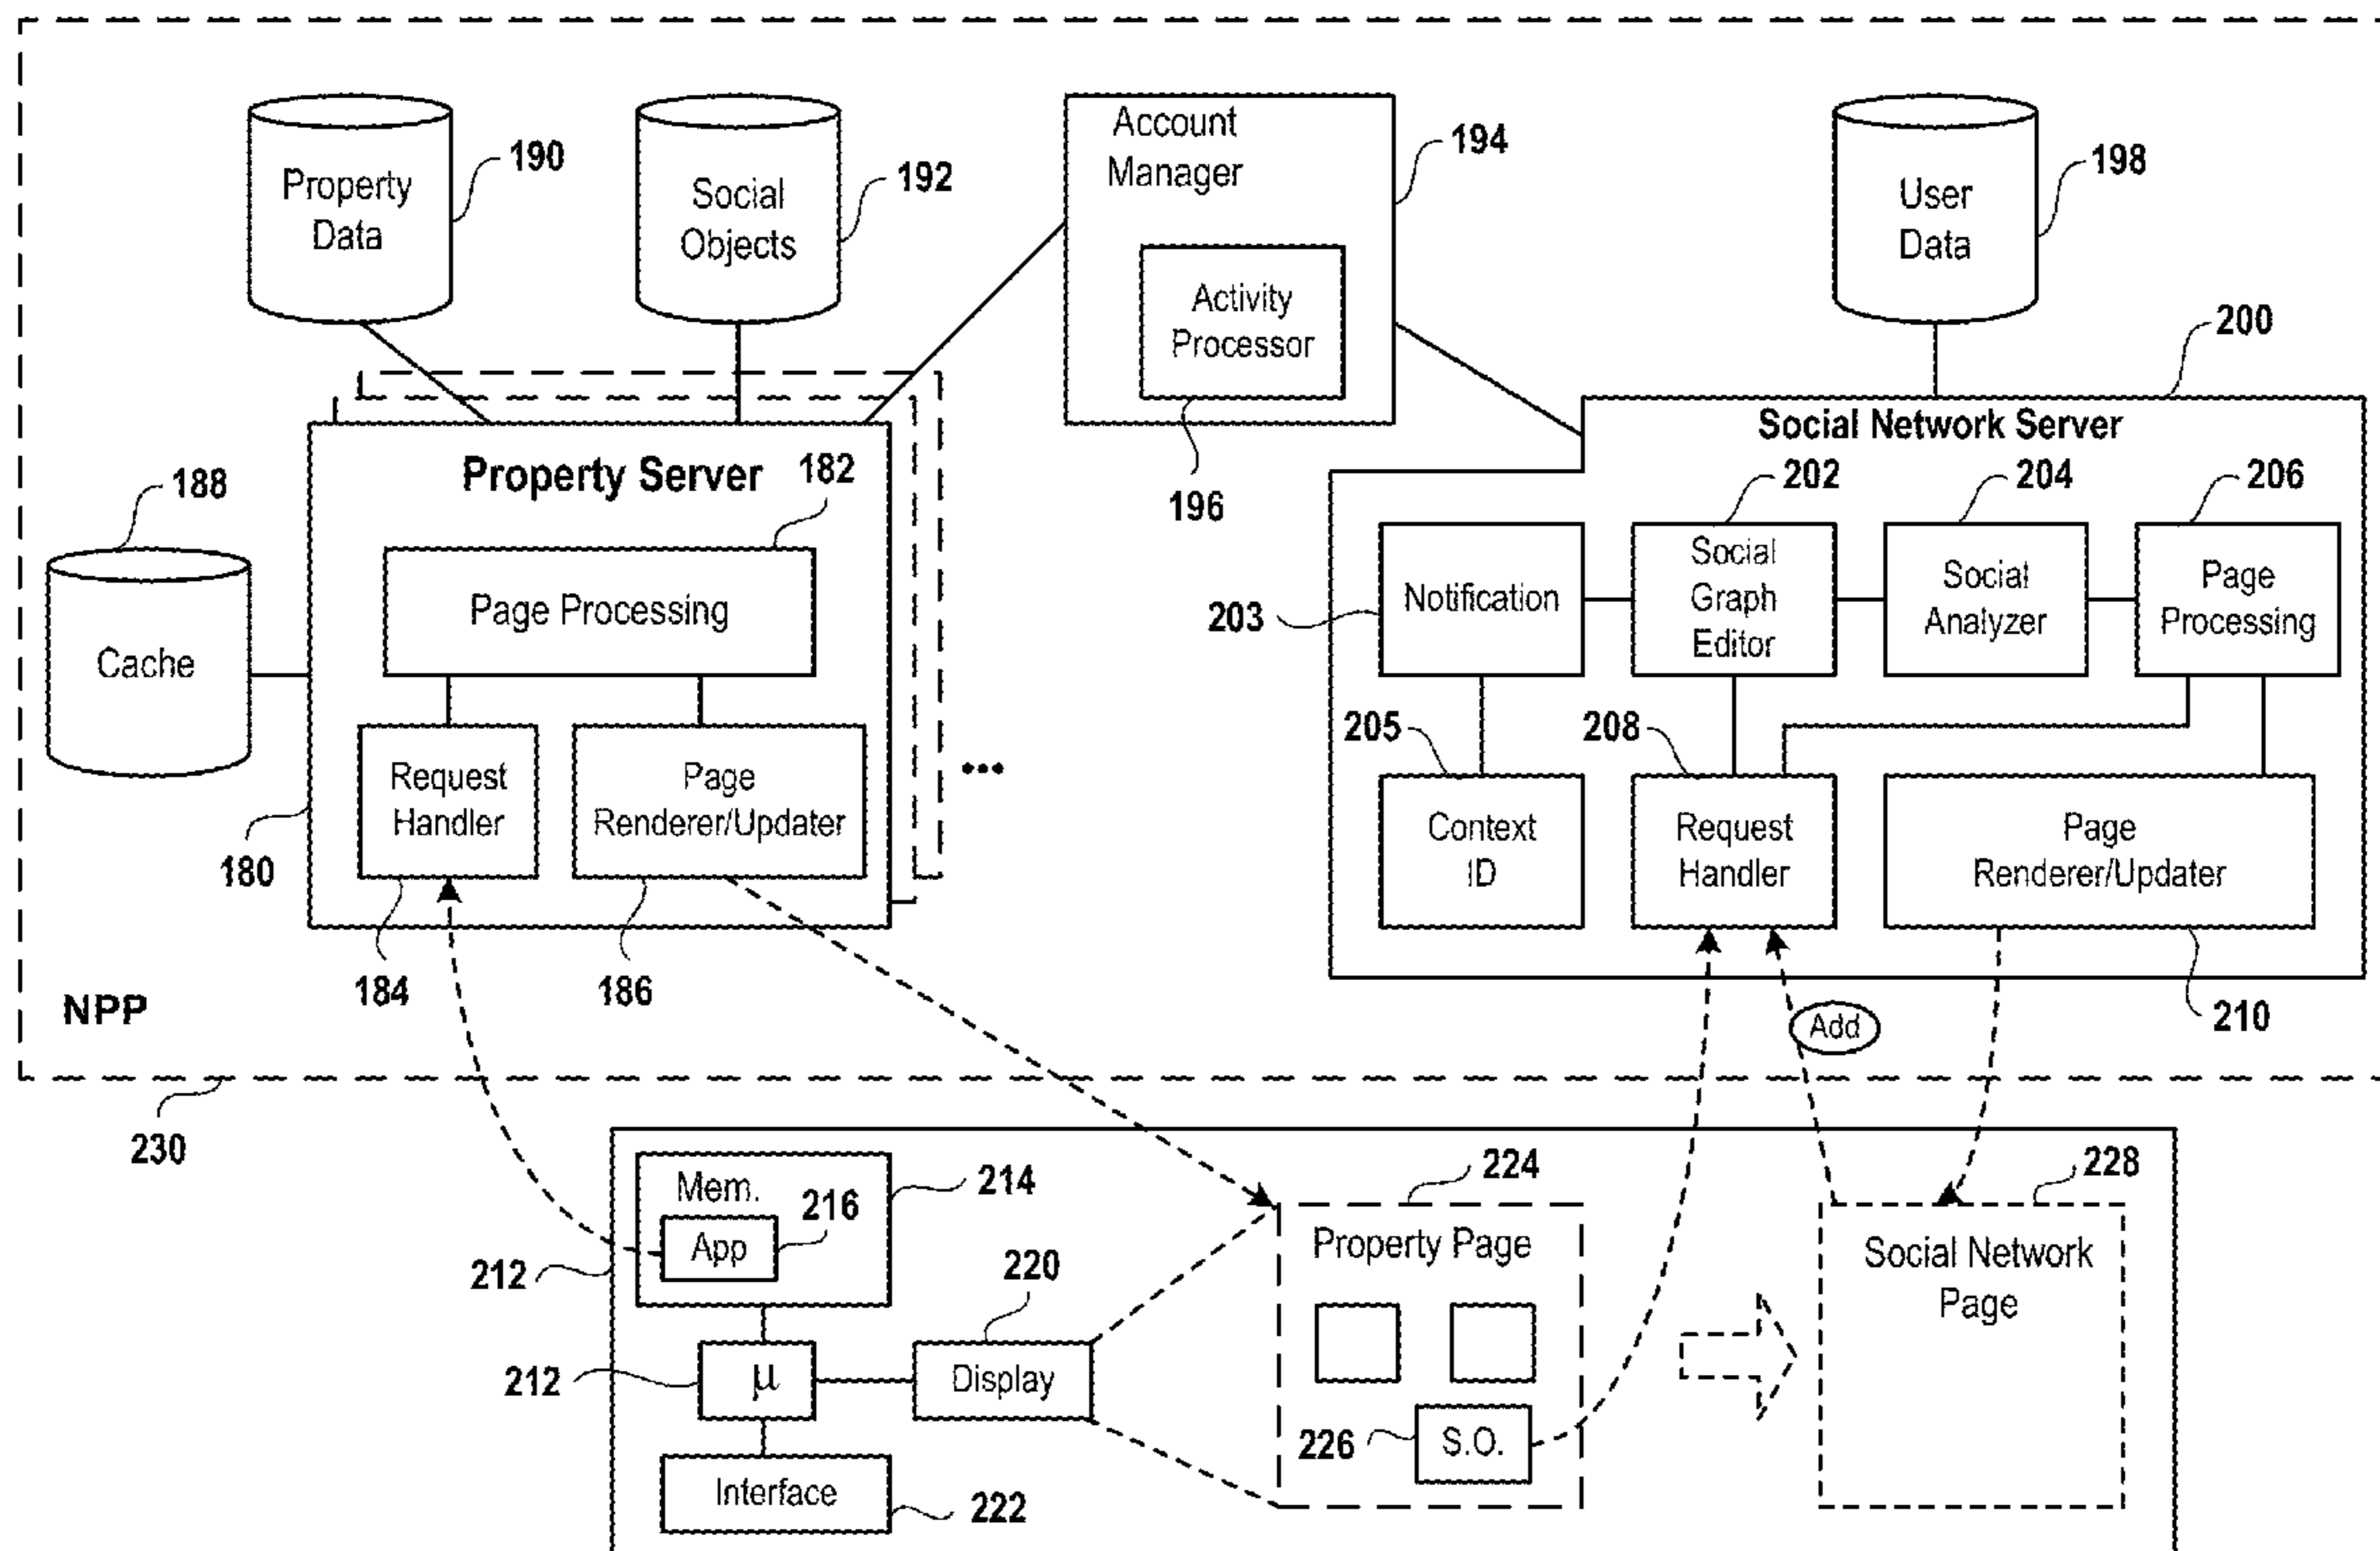 Property
Data
190
Social
Objects
192
Account
Manager
194
Activity
Processor
196
User
Data
198
200
Property Server
182
188
Cache
Page Processing
Request
Handler
Page
Renderer/Updater
...
180
184
186
NPP
Social Network Server
202
204
206
Notification
203
Social
Graph
Editor
Social
Analyzer
Page
Processing
205
208
Context
ID
Request
Handler
Page
Renderer/Updater
210
Add
230
Mem.
214
App
216
212
212
μ
220
Display
Interface
222
224
Property Page
226
S.O.
228
Social Network
Page